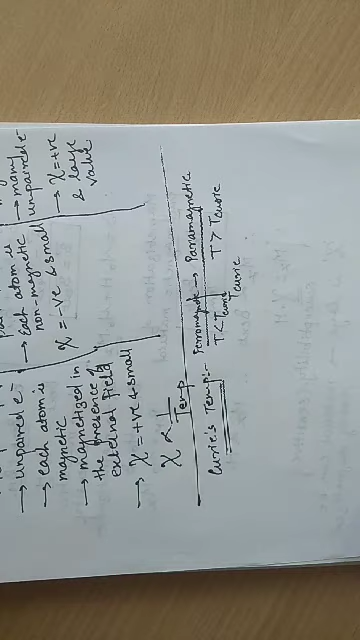 → unpaired e-
→ each atom is
magnetic
→ magnetized in
the presence of
external field
→ X = +ve & small
→ Each atom is
non-magnetic
X = -ve & small
→ many
unpaired e-
→ X = +ve
& large
value
X ∝ 1/Temp
Curie's Temp:- Ferromagnetic → Paramagnetic
T < Tcurie T > Tcurie